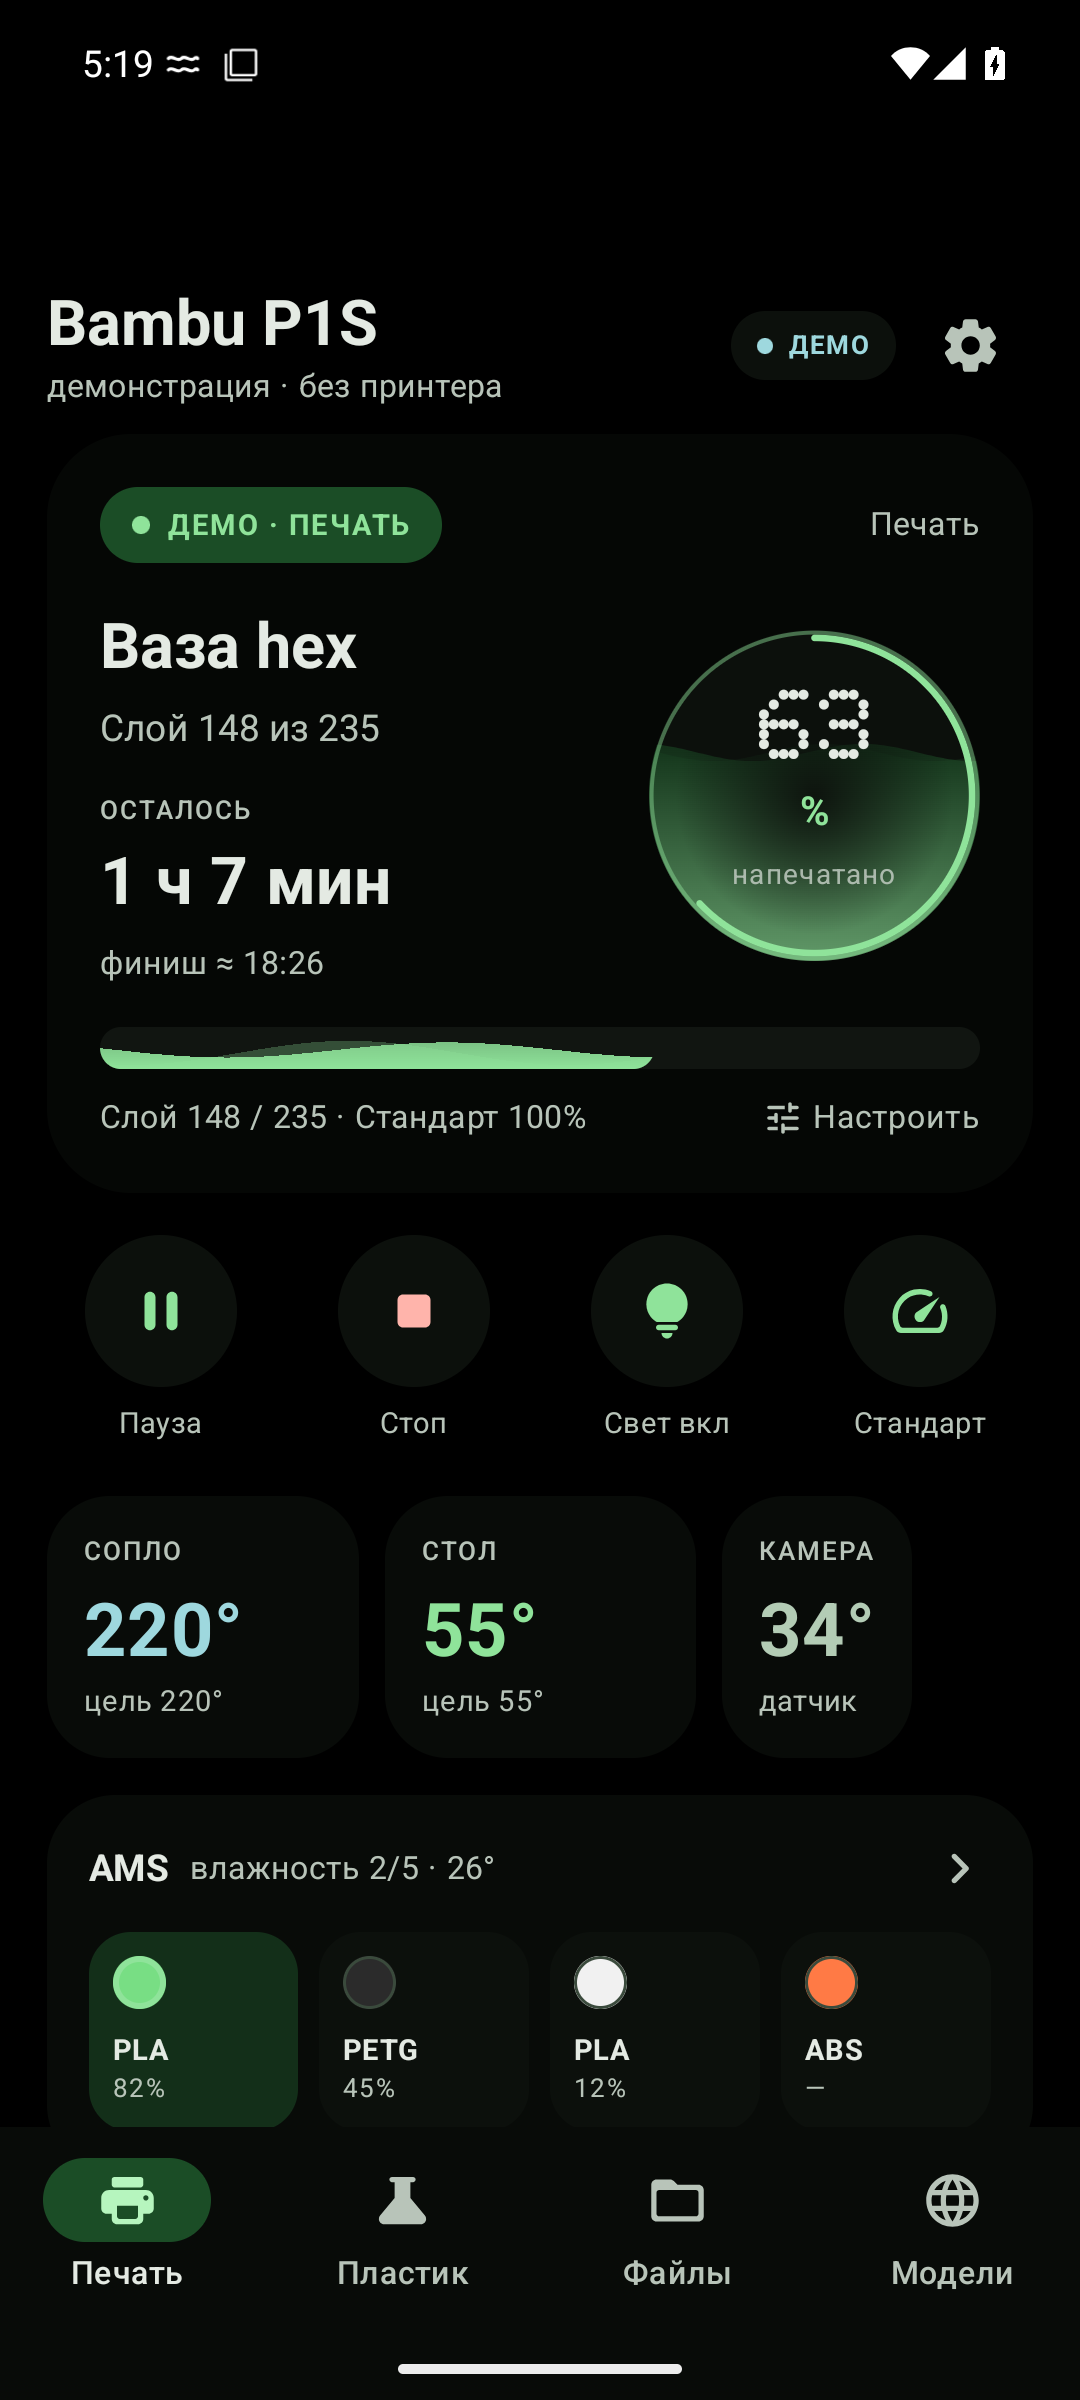 5:19
Bambu P1S
демонстрация · без принтера
ДЕМО
ДЕМО · ПЕЧАТЬ
Печать
Ваза hex
Слой 148 из 235
ОСТАЛОСЬ
1 ч 7 мин
финиш ≈ 18:26
63
%
напечатано
Слой 148 / 235 · Стандарт 100%
Настроить
Пауза
Стоп
Свет вкл
Стандарт
СОПЛО
220°
цель 220°
СТОЛ
55°
цель 55°
КАМЕРА
34°
датчик
AMS влажность 2/5 · 26°
PLA
82%
PETG
45%
PLA
12%
ABS
—
Печать
Пластик
Файлы
Модели